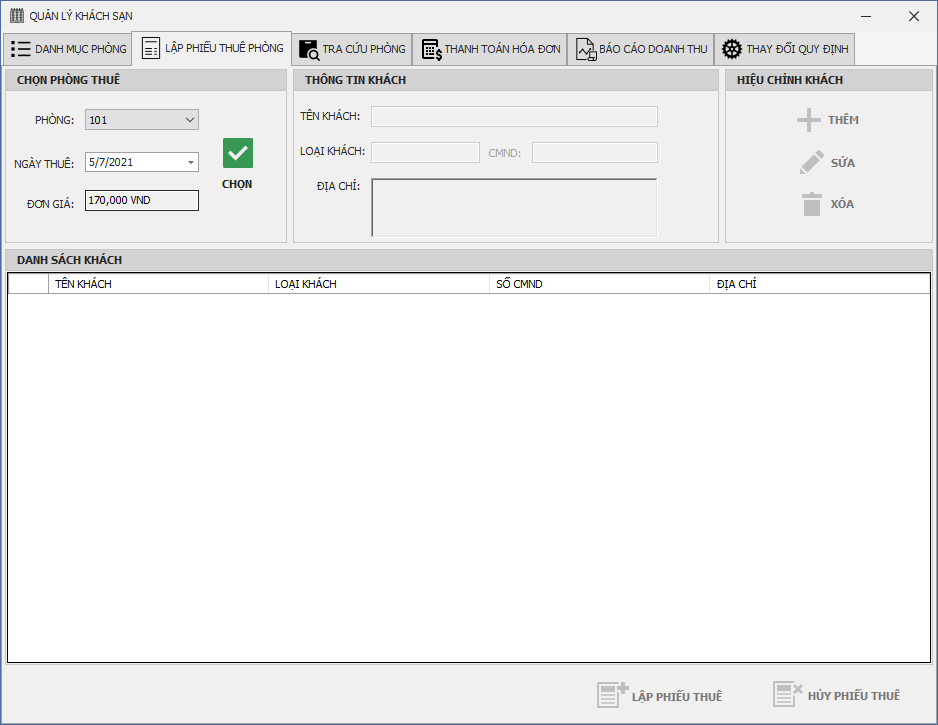 QUẢN LÝ KHÁCH SẠN
DANH MỤC PHÒNG
LẬP PHIẾU THUÊ PHÒNG
TRA CỨU PHÒNG
THANH TOÁN HÓA ĐƠN
BÁO CÁO DOANH THU
THAY ĐỔI QUY ĐỊNH
CHỌN PHÒNG THUÊ
PHÒNG: 101
NGÀY THUÊ: 5/7/2021
ĐƠN GIÁ: 170,000 VND
CHỌN
THÔNG TIN KHÁCH
TÊN KHÁCH:
LOẠI KHÁCH: CMND:
ĐỊA CHỈ:
HIỆU CHỈNH KHÁCH
THÊM
SỬA
XÓA
DANH SÁCH KHÁCH
TÊN KHÁCH LOẠI KHÁCH SỐ CMND ĐỊA CHỈ
LẬP PHIẾU THUÊ
HỦY PHIẾU THUÊ